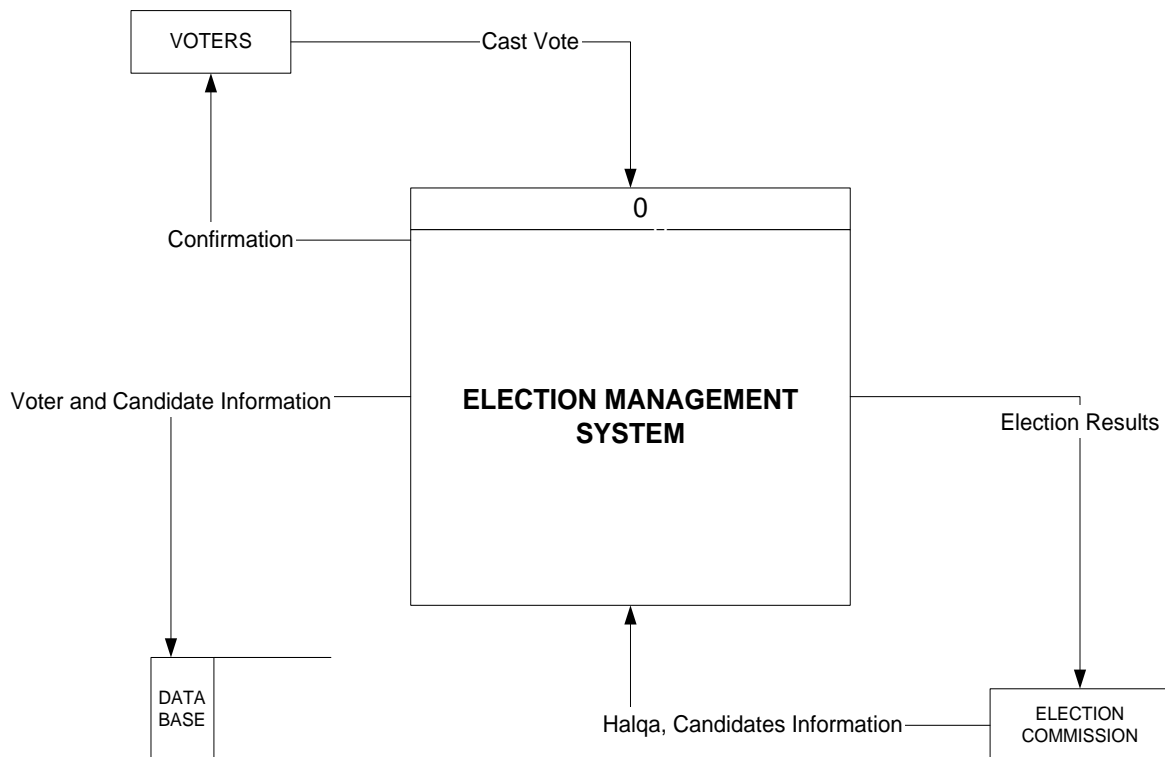 VOTERS
Cast Vote
0
Confirmation
Voter and Candidate Information
ELECTION MANAGEMENT
SYSTEM
Election Results
DATA
BASE
Halqa, Candidates Information
ELECTION
COMMISSION